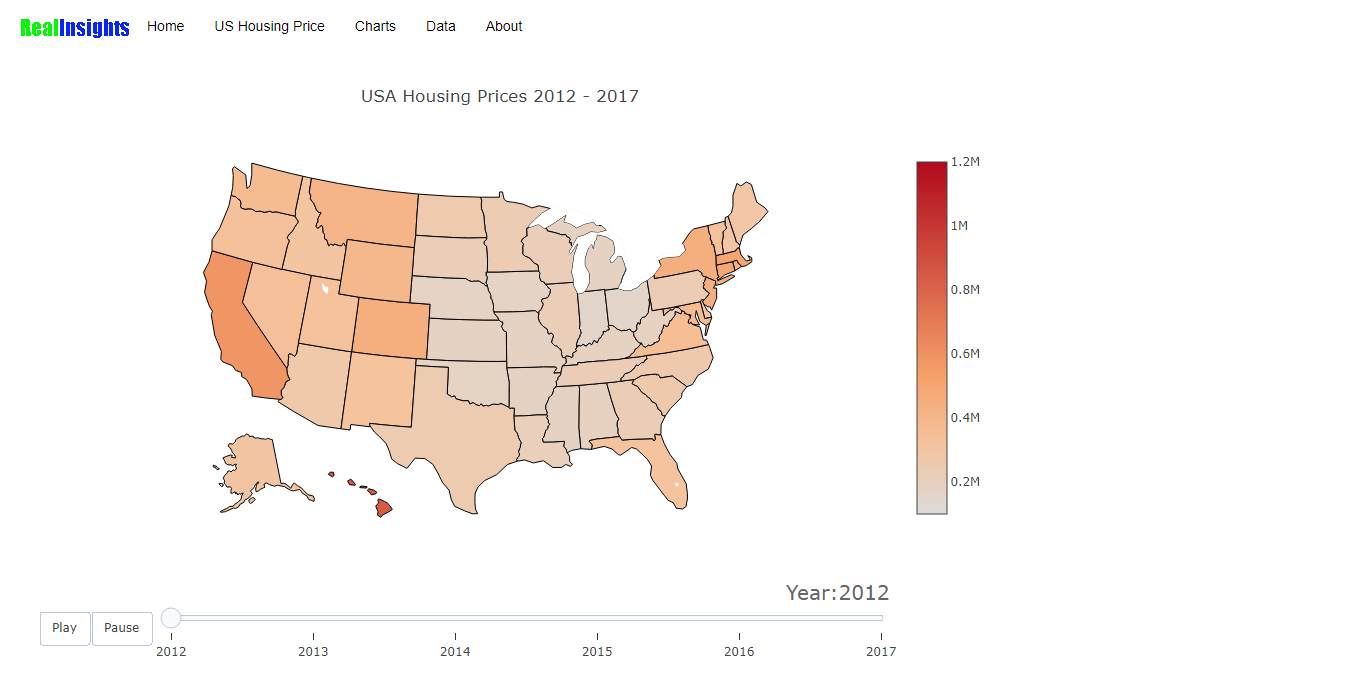 RealInsights Home US Housing Price Charts Data About
USA Housing Prices 2012 - 2017
1.2M
1M
0.8M
0.6M
0.4M
0.2M
Year:2012
Play Pause
2012 2013 2014 2015 2016 2017